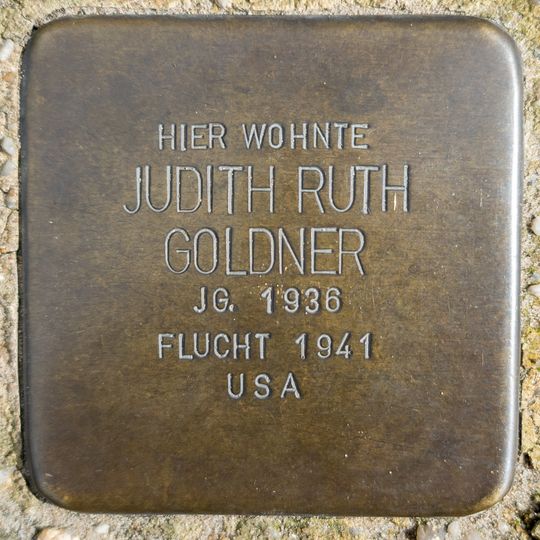 HIER WOHNTE
JUDITH RUTH
GOLDNER
JG. 1936
FLUCHT 1941
USA